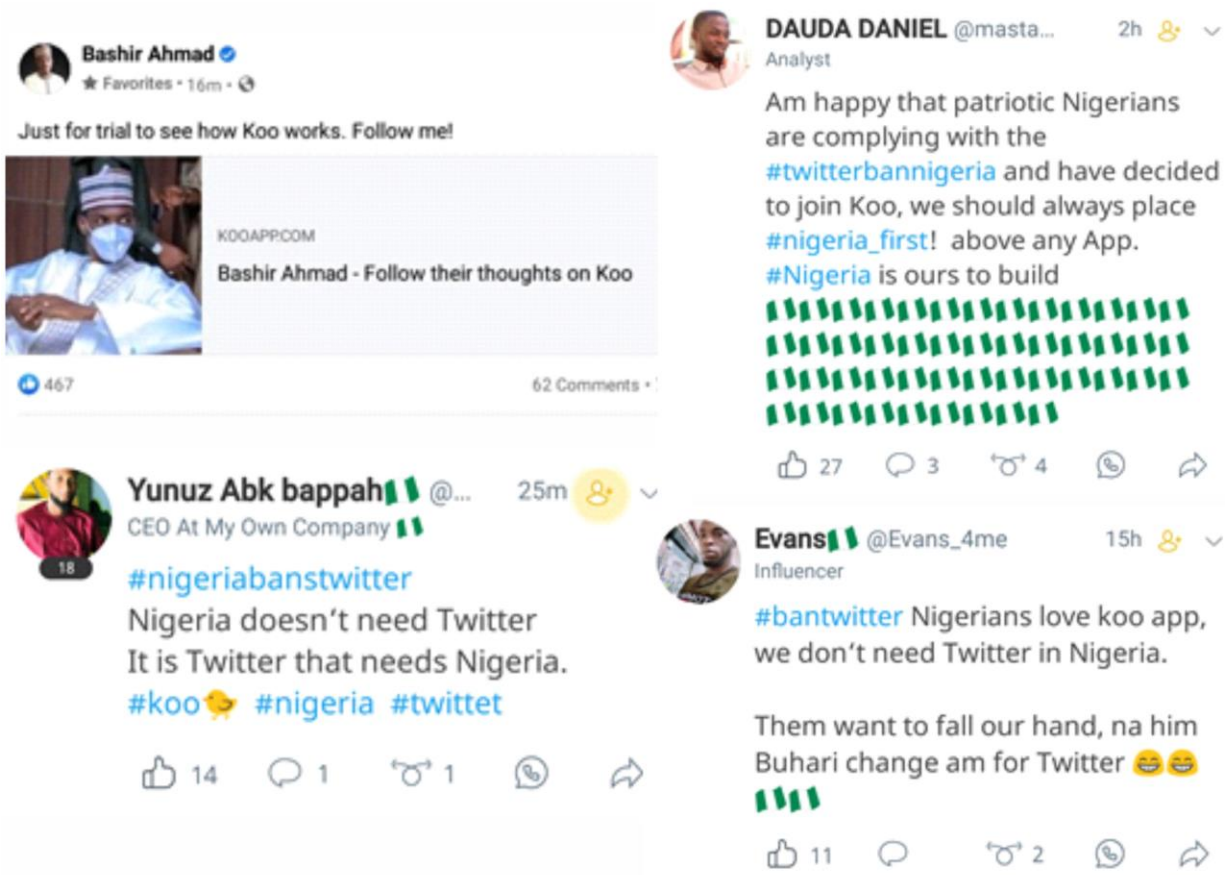 Bashir Ahmad
Favorites · 16m ·
Just for trial to see how Koo works. Follow me!
KOOAPP.COM
Bashir Ahmad - Follow their thoughts on Koo
467
62 Comments ·
Yunuz Abk bappah🇳🇬 @... 25m
CEO At My Own Company 🇳🇬
18
#nigeriabanstwitter
Nigeria doesn't need Twitter
It is Twitter that needs Nigeria.
#koo🐤 #nigeria #twittet
14 1 1
DAUDA DANIEL @masta... 2h
Analyst
Am happy that patriotic Nigerians
are complying with the
#twitterbannigeria and have decided
to join Koo, we should always place
#nigeria_first! above any App.
#Nigeria is ours to build
27 3 4
Evans🇳🇬 @Evans_4me 15h
Influencer
#bantwitter Nigerians love koo app,
we don't need Twitter in Nigeria.
Them want to fall our hand, na him
Buhari change am for Twitter 😂😂
🇳🇬🇳🇬
11 2